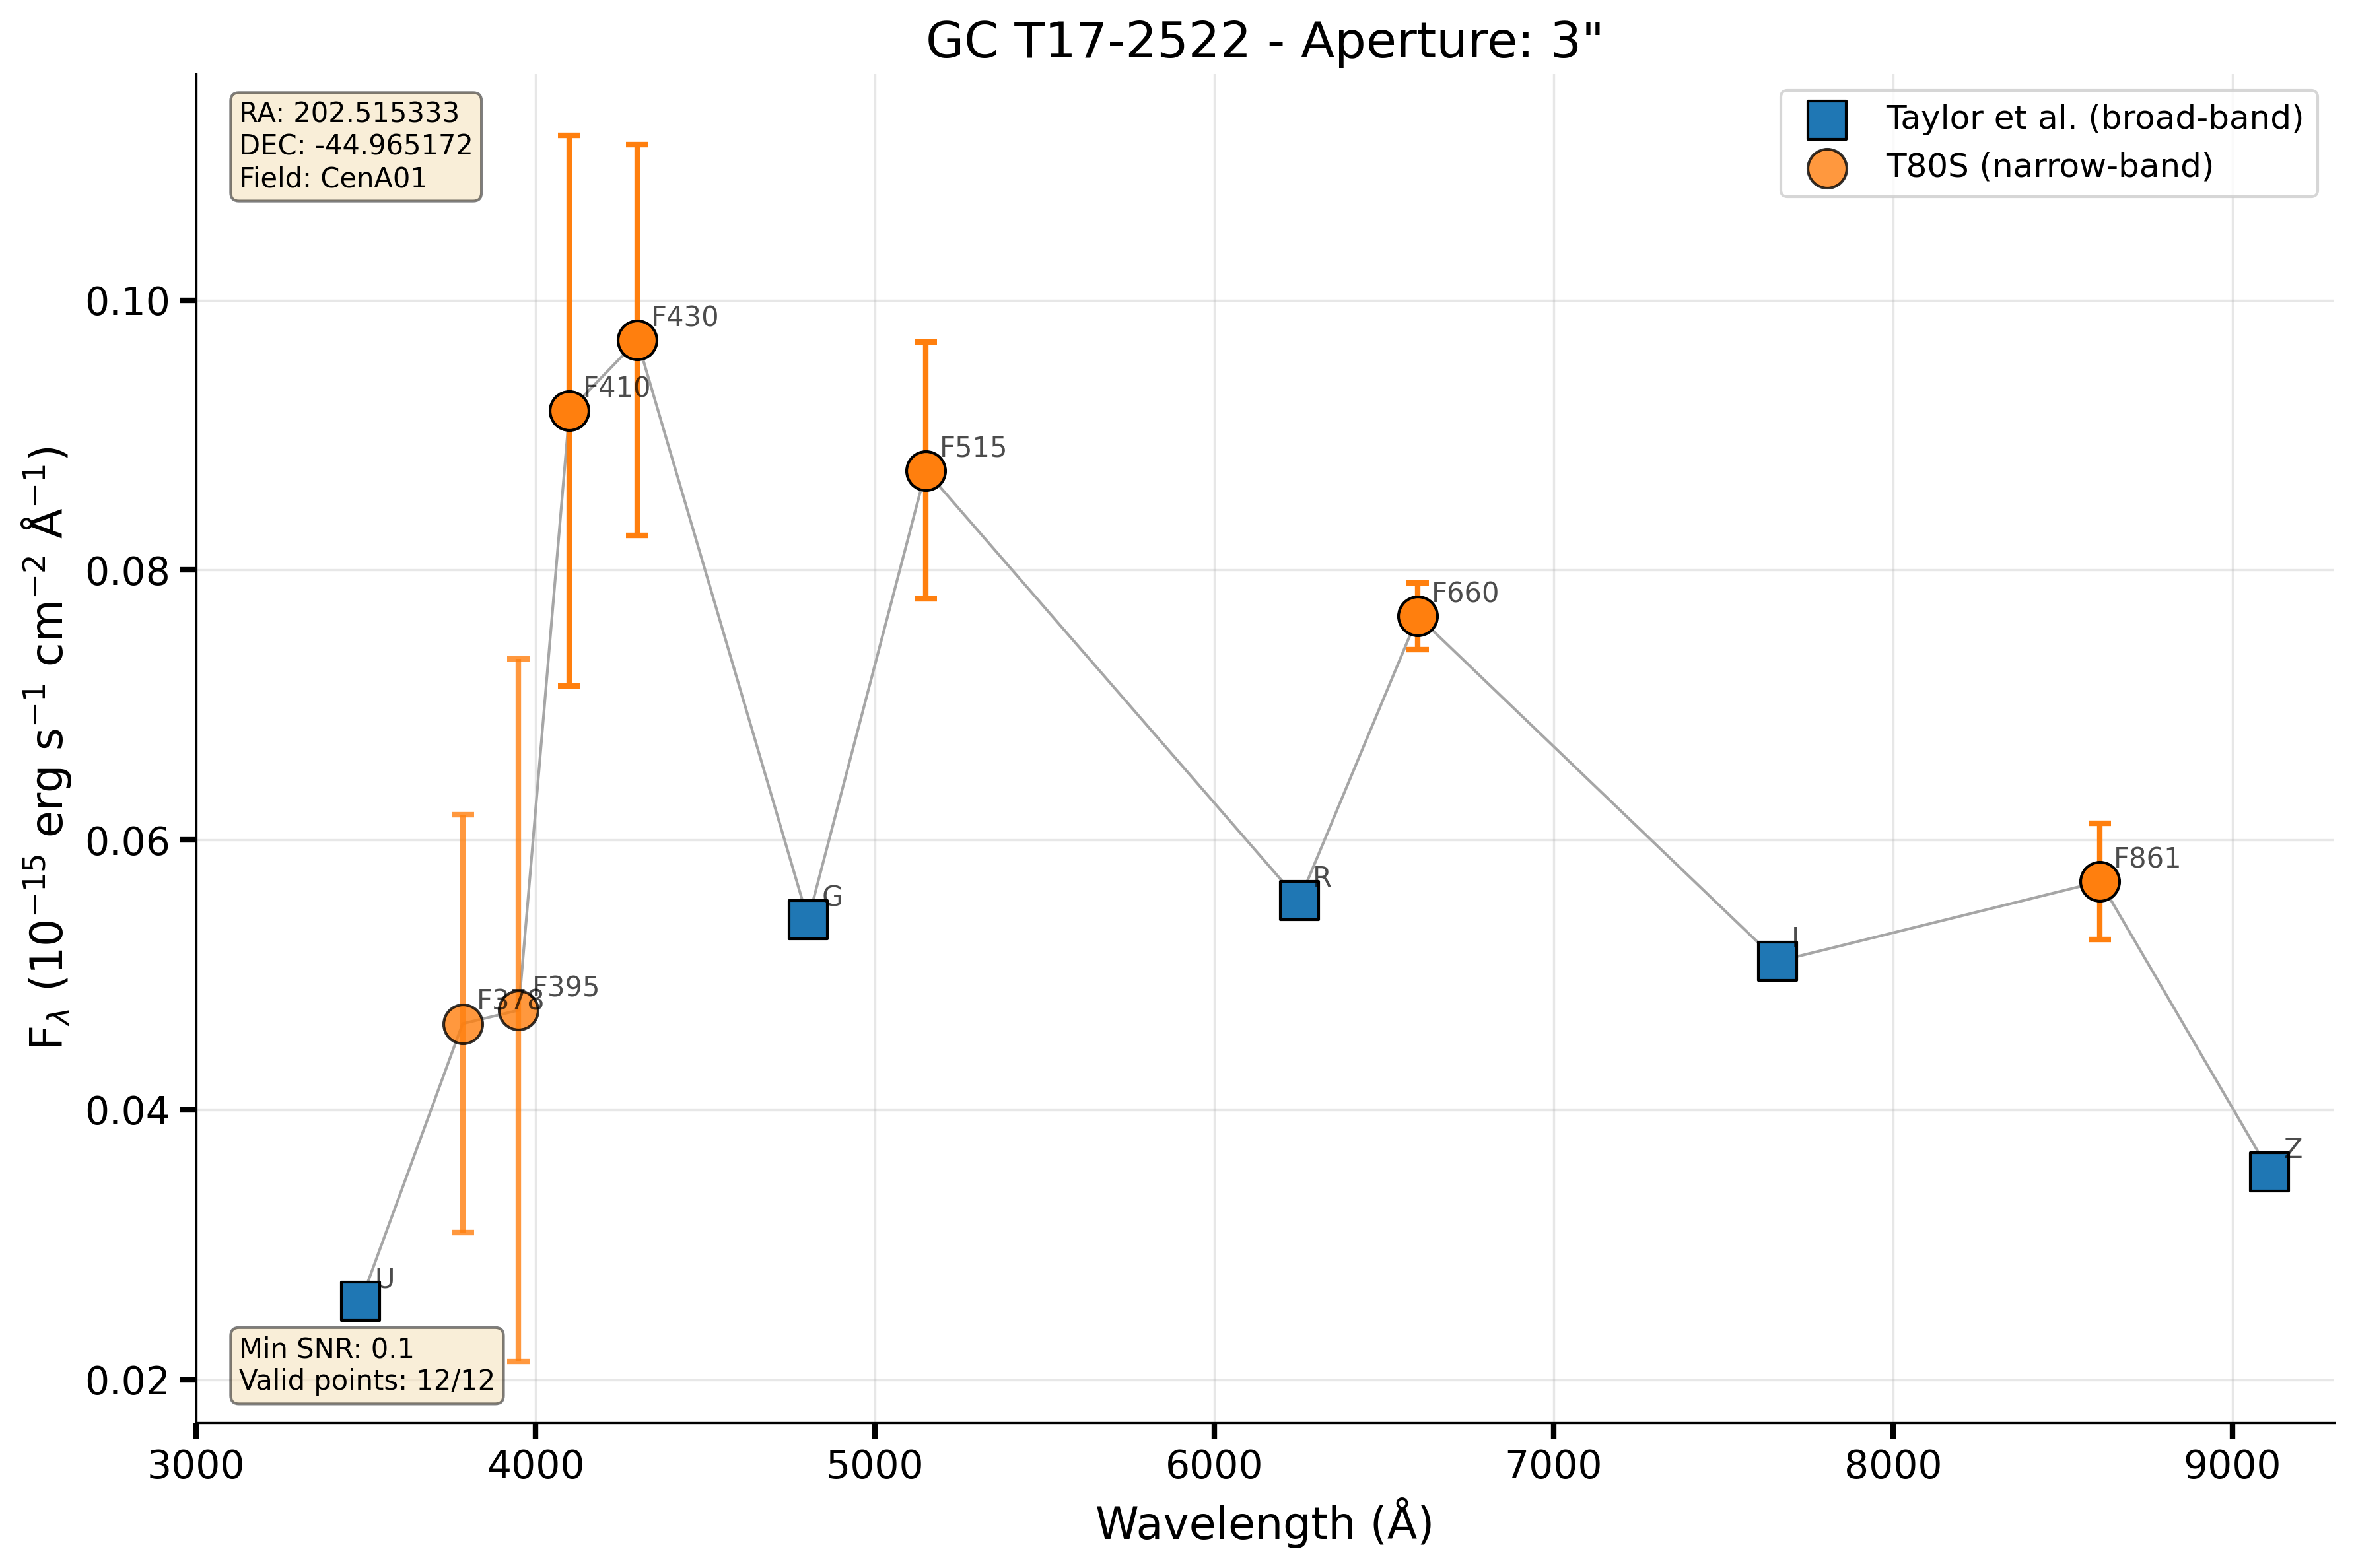 GC T17-2522 - Aperture: 3"
RA: 202.515333
DEC: -44.965172
Field: CenA01
Taylor et al. (broad-band)
T80S (narrow-band)
F430
F410
F515
F660
F861
G
R
I
F395
F378
Z
U
Min SNR: 0.1
Valid points: 12/12
0.10
0.08
0.06
0.04
0.02
F$_λ$ (10$^{−15}$ erg s$^{−1}$ cm$^{−2}$ Å$^{−1}$)
3000 4000 5000 6000 7000 8000 9000
Wavelength (Å)